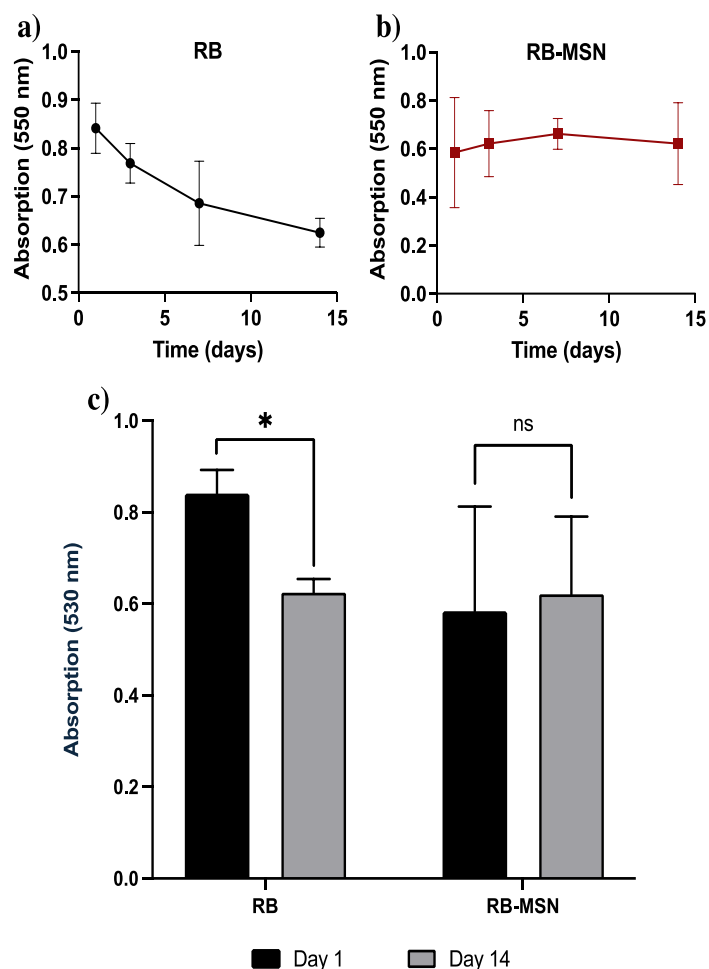 a)
RB
Absorption (550 nm)
1.0
0.9
0.8
0.7
0.6
0.5
0
5
10
15
Time (days)
b)
RB-MSN
Absorption (550 nm)
1.0
0.8
0.6
0.4
0.2
0.0
0
5
10
15
Time (days)
c)
Absorption (530 nm)
1.0
0.8
0.6
0.4
0.2
0.0
*
ns
RB
RB-MSN
Day 1
Day 14